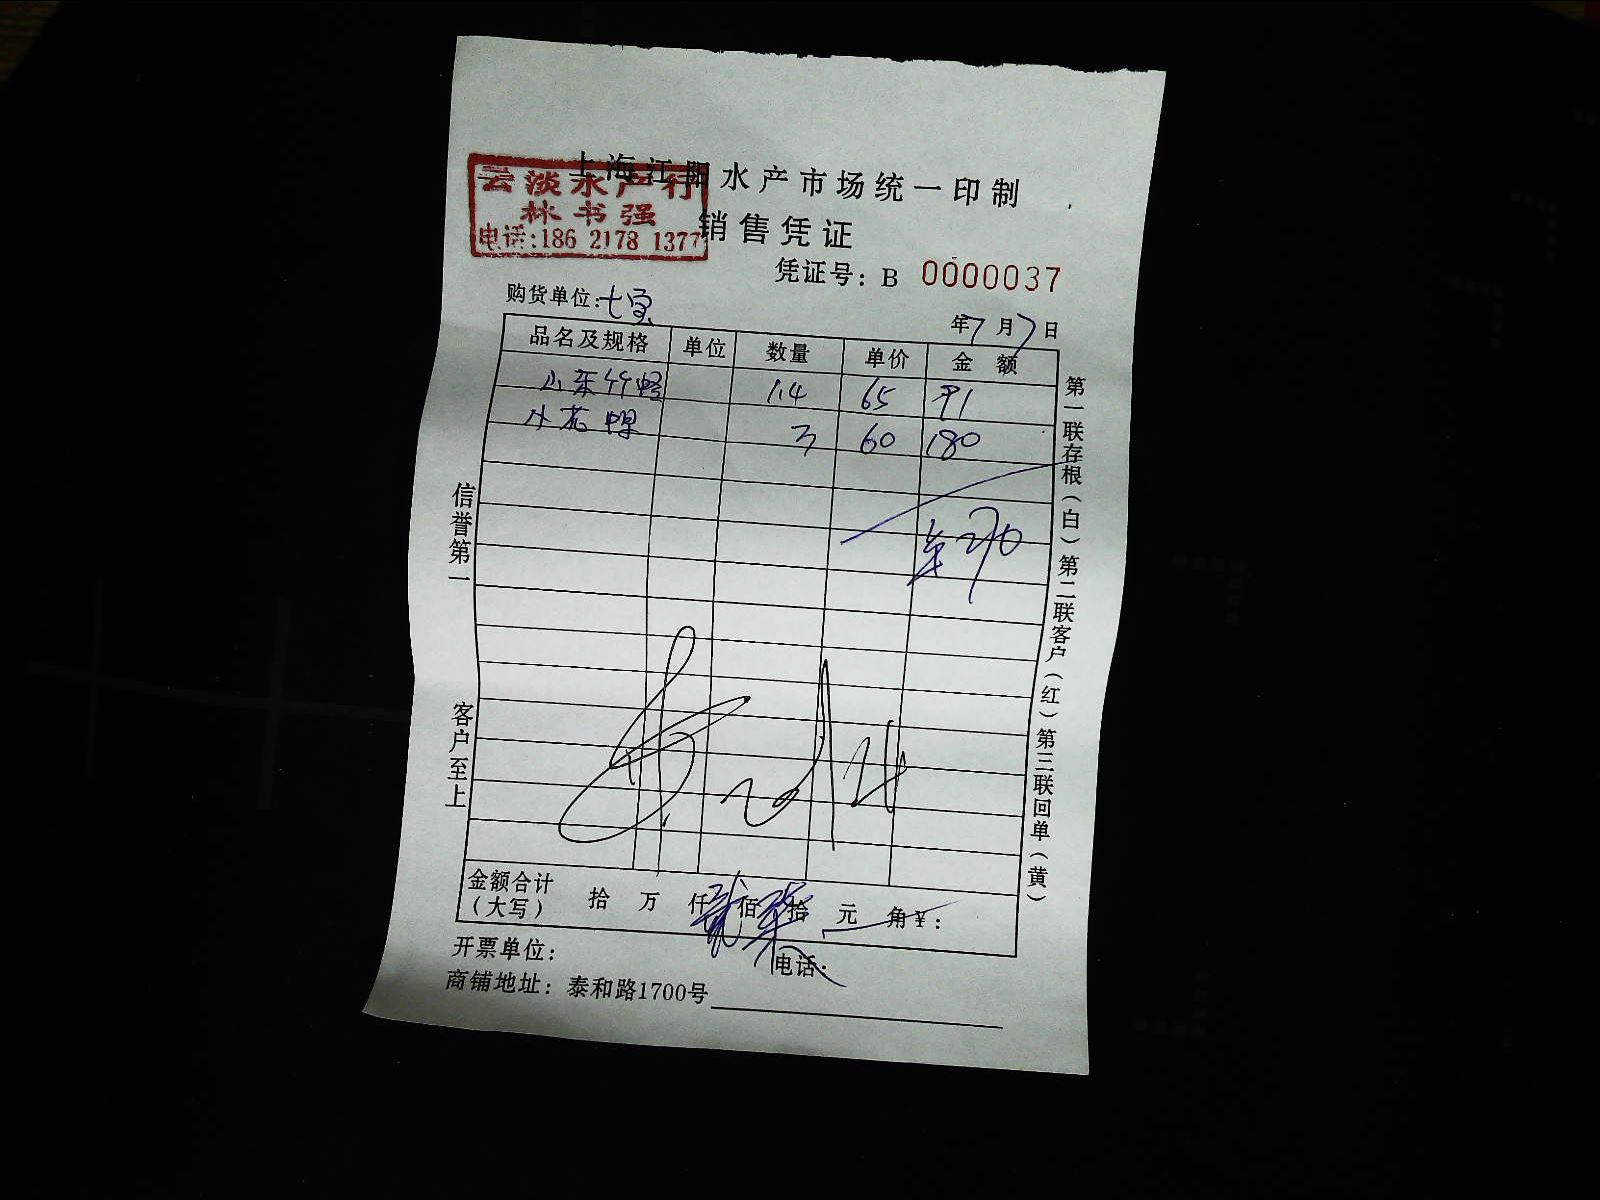 上海江阳水产市场统一印制
云淡水产行
林书强
电话:186 2178 1377
销售凭证
凭证号: B 0000037
购货单位:七宝
年7月7日
品名及规格 单位 数量 单价 金额
山东竹蛏 1.4 65 91
小花 3 60 180
270
信誉第一
客户至上
第一联存根(白)第二联客户(红)第三联回单(黄)
金额合计
(大写) 拾 万 仟贰佰柒拾 元 角¥:
开票单位: 电话:
商铺地址: 泰和路1700号